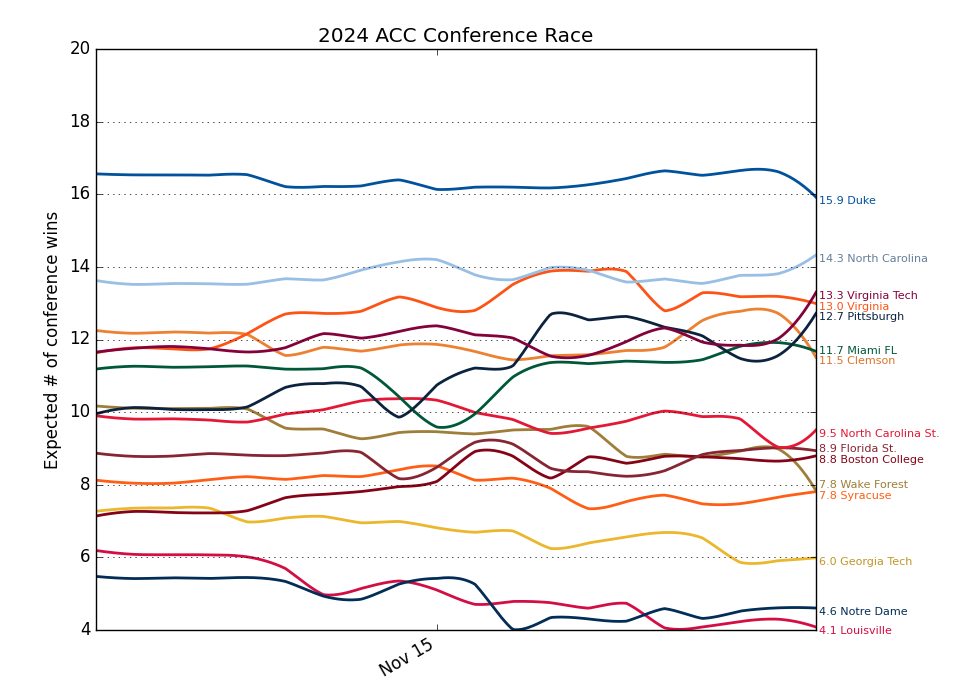 2024 ACC Conference Race
Expected # of conference wins
20
18
16
14
12
10
8
6
4
Nov 15
15.9 Duke
14.3 North Carolina
13.3 Virginia Tech
13.0 Virginia
12.7 Pittsburgh
11.7 Miami FL
11.5 Clemson
9.5 North Carolina St.
8.9 Florida St.
8.8 Boston College
7.8 Wake Forest
7.8 Syracuse
6.0 Georgia Tech
4.6 Notre Dame
4.1 Louisville